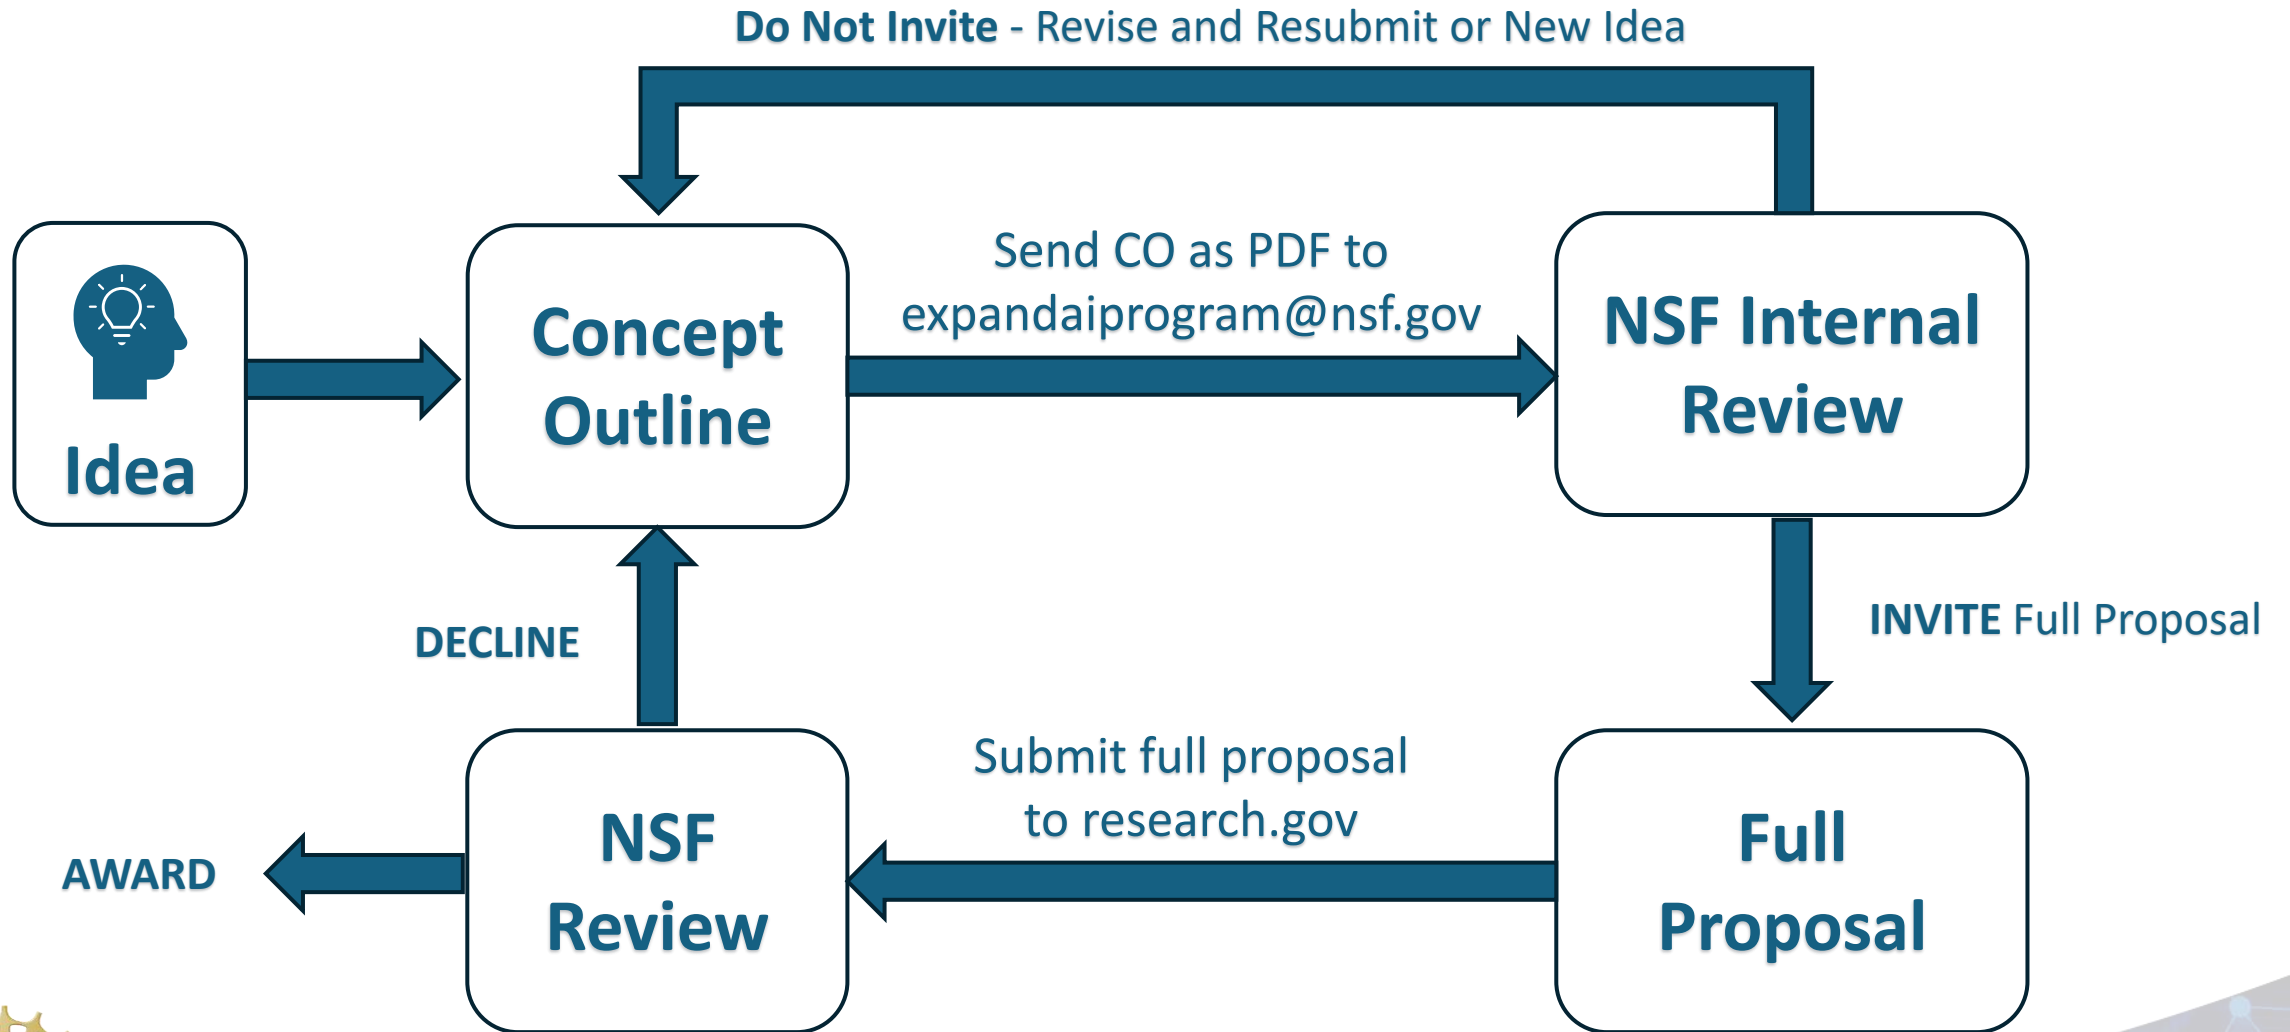 Do Not Invite - Revise and Resubmit or New Idea
Idea
Concept
Outline
Send CO as PDF to
expandaiprogram@nsf.gov
NSF Internal
Review
INVITE Full Proposal
Full
Proposal
Submit full proposal
to research.gov
NSF
Review
DECLINE
AWARD